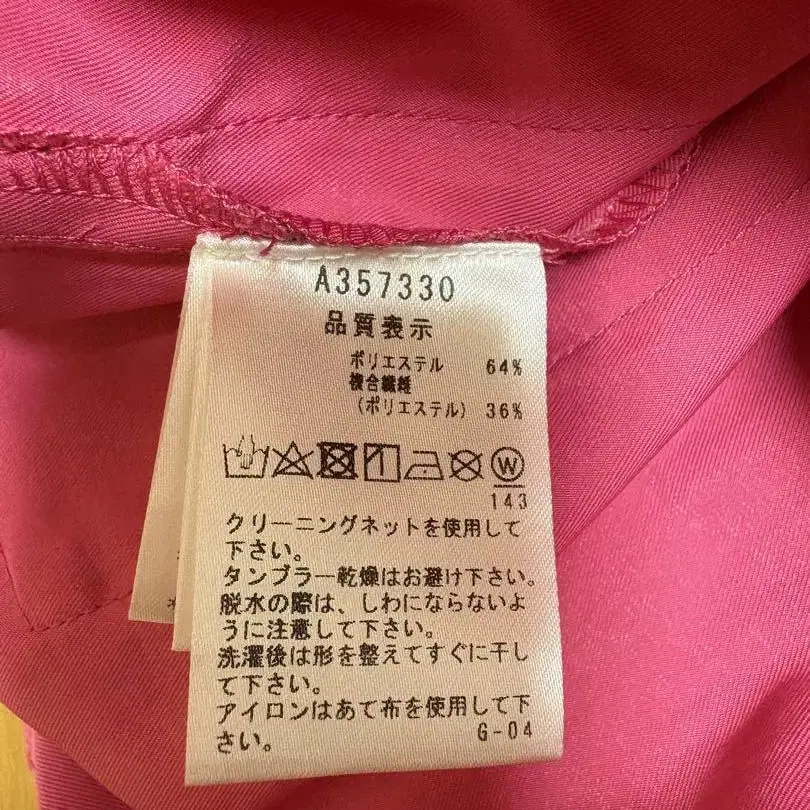 A357330
品質表示
ポリエステル 64%
複合繊維
(ポリエステル) 36%
W
143
クリーニングネットを使用して
下さい。
タンブラー乾燥はお避け下さい。
脱水の際は、しわにならないよ
うに注意して下さい。
洗濯後は形を整えてすぐに干し
て下さい。
アイロンはあて布を使用して下
さい。 G-04